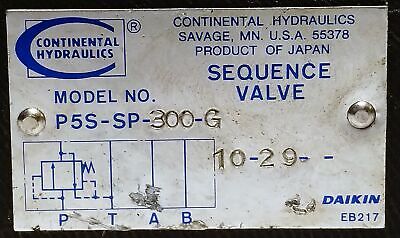 CONTINENTAL HYDRAULICS
SAVAGE, MN. U.S.A. 55378
PRODUCT OF JAPAN
CONTINENTAL
HYDRAULICS
®
SEQUENCE
VALVE
MODEL NO.
P5S-SP-300-G
10-29- -
P T A B
DAIKIN
EB217